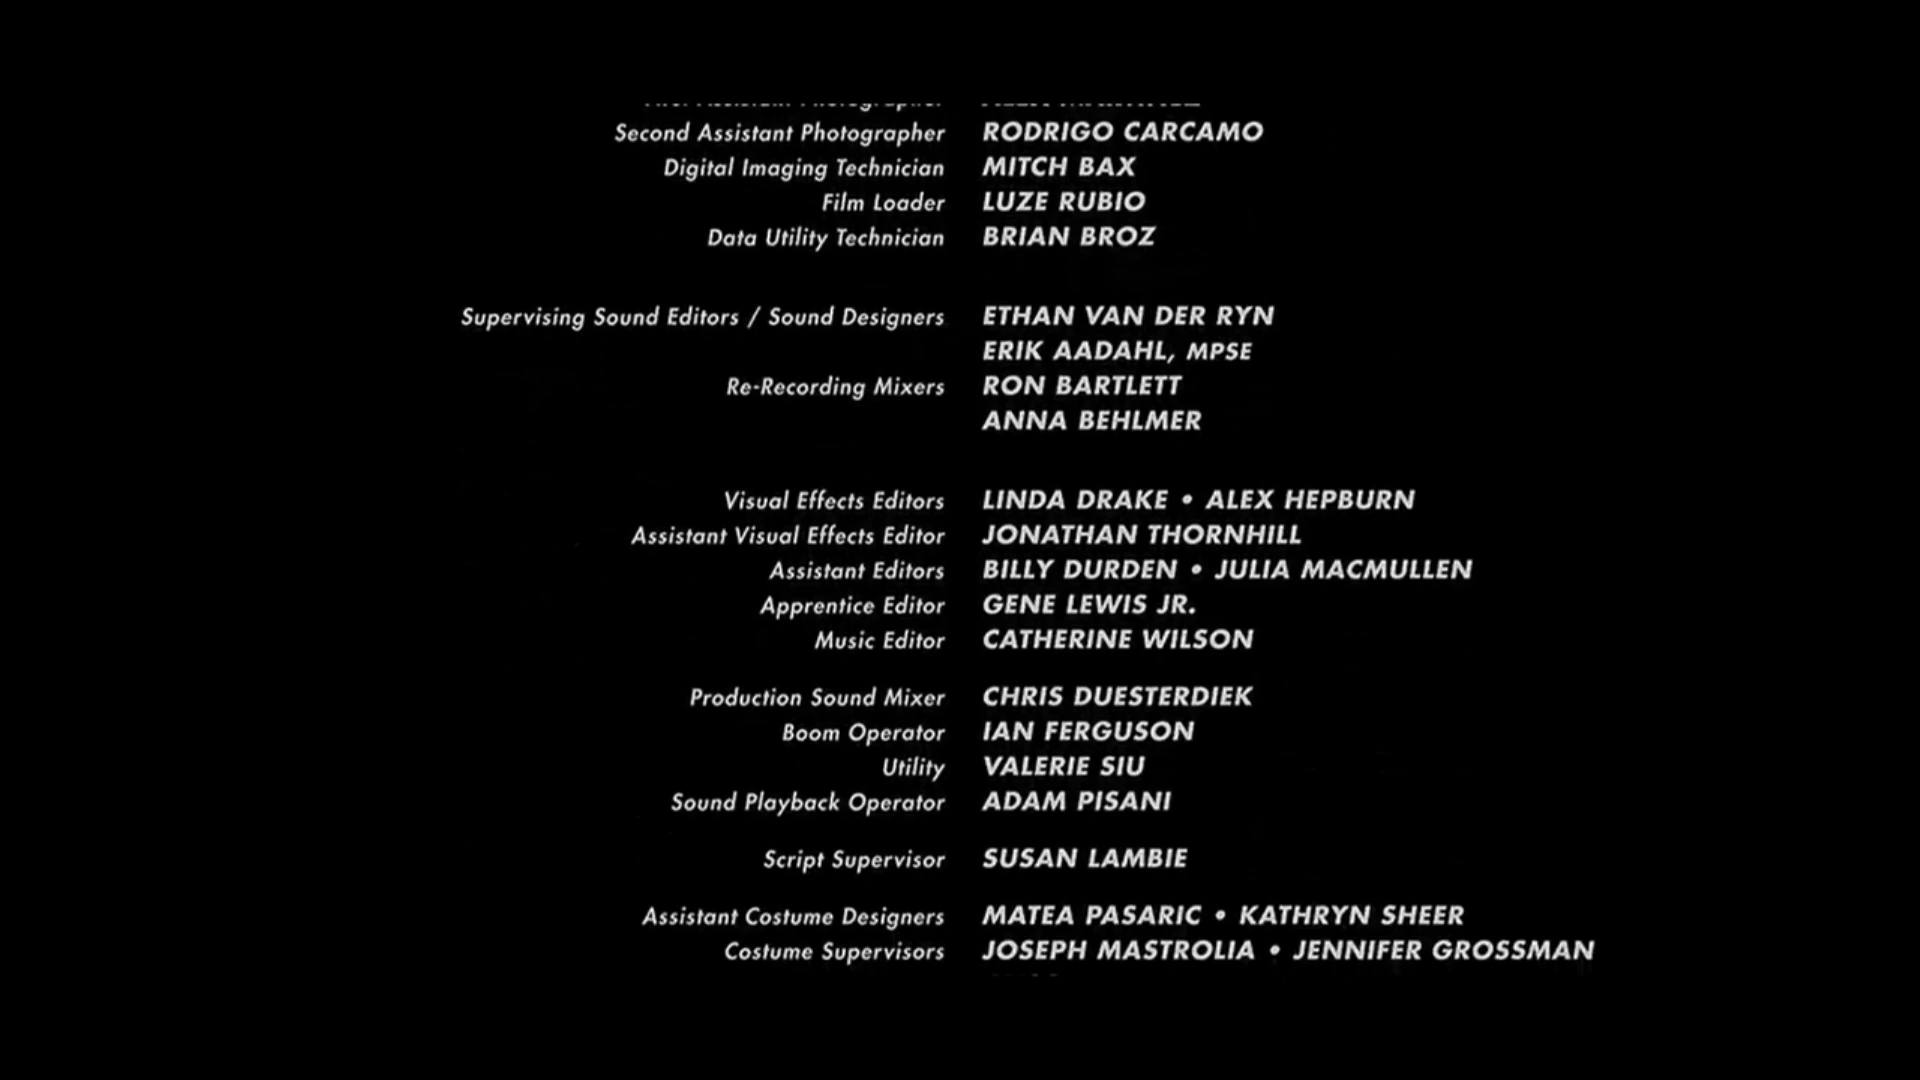 Second Assistant Photographer RODRIGO CARCAMO
Digital Imaging Technician MITCH BAX
Film Loader LUZE RUBIO
Data Utility Technician BRIAN BROZ
Supervising Sound Editors / Sound Designers ETHAN VAN DER RYN
ERIK AADAHL, MPSE
Re-Recording Mixers RON BARTLETT
ANNA BEHLMER
Visual Effects Editors LINDA DRAKE • ALEX HEPBURN
Assistant Visual Effects Editor JONATHAN THORNHILL
Assistant Editors BILLY DURDEN • JULIA MACMULLEN
Apprentice Editor GENE LEWIS JR.
Music Editor CATHERINE WILSON
Production Sound Mixer CHRIS DUESTERDIEK
Boom Operator IAN FERGUSON
Utility VALERIE SIU
Sound Playback Operator ADAM PISANI
Script Supervisor SUSAN LAMBIE
Assistant Costume Designers MATEA PASARIC • KATHRYN SHEER
Costume Supervisors JOSEPH MASTROLIA • JENNIFER GROSSMAN